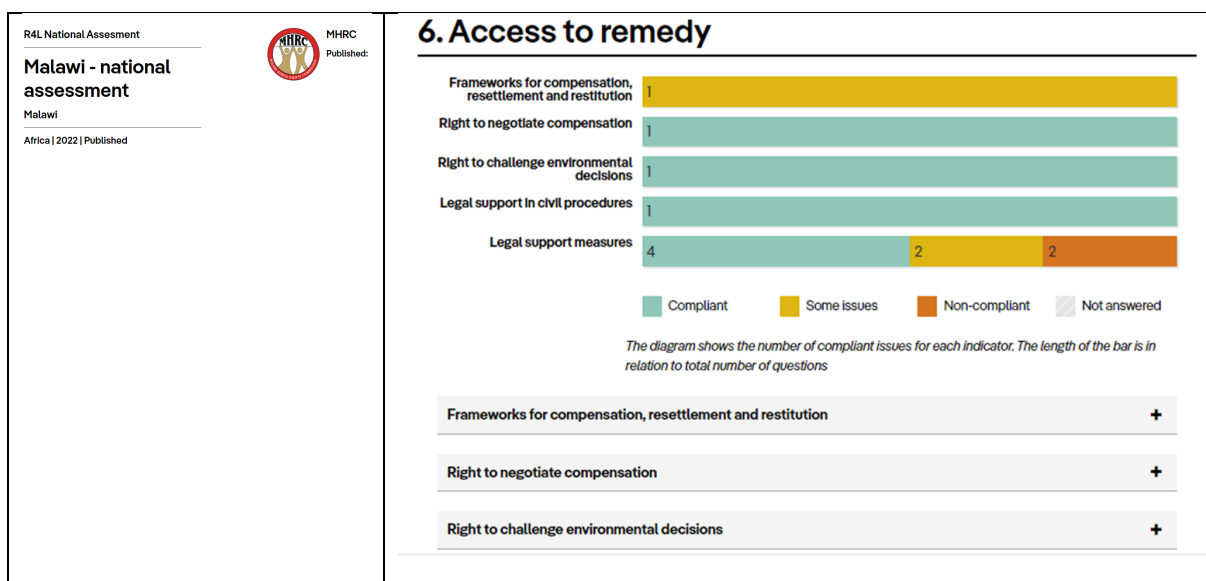 R4L National Assesment
Malawi - national
assessment
Malawi
Africa | 2022 | Published
MHRC
MHRC
Published:
6. Access to remedy
Frameworks for compensation,
resettlement and restitution
1
Right to negotiate compensation
1
Right to challenge environmental
decisions
1
Legal support in civil procedures
1
Legal support measures
4 2 2
Compliant Some issues Non-compliant Not answered
The diagram shows the number of compliant issues for each indicator. The length of the bar is in
relation to total number of questions
Frameworks for compensation, resettlement and restitution +
Right to negotiate compensation +
Right to challenge environmental decisions +